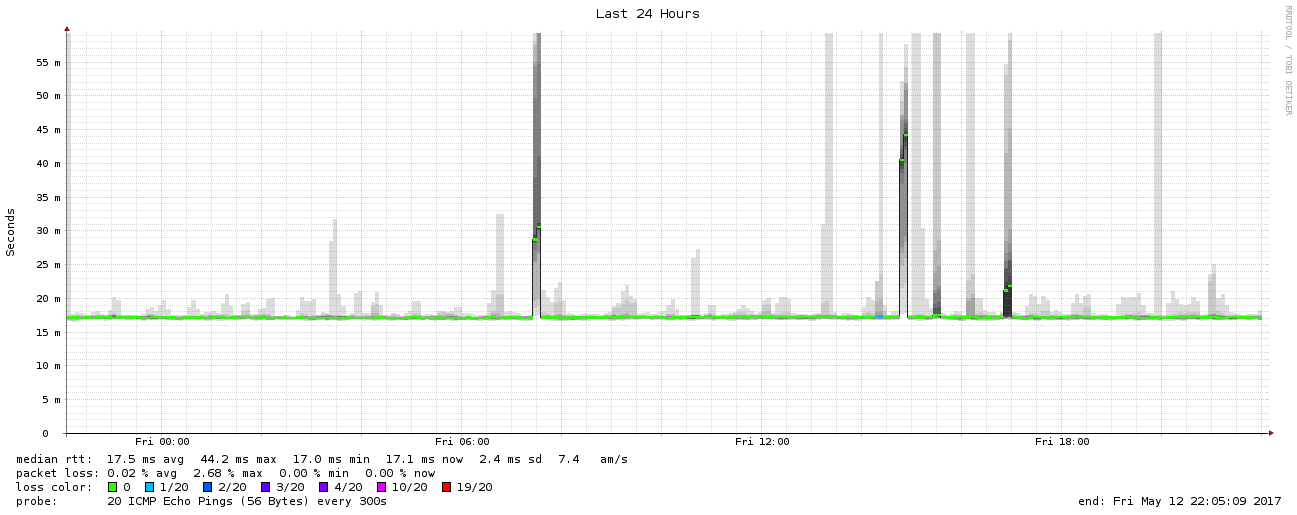 Last 24 Hours
RRDTOOL / TOBI OETIKER
Seconds
55 m
50 m
45 m
40 m
35 m
30 m
25 m
20 m
15 m
10 m
5 m
0
Fri 00:00 Fri 06:00 Fri 12:00 Fri 18:00
median rtt: 17.5 ms avg 44.2 ms max 17.0 ms min 17.1 ms now 2.4 ms sd 7.4 am/s
packet loss: 0.02 % avg 2.68 % max 0.00 % min 0.00 % now
loss color: 0 1/20 2/20 3/20 4/20 10/20 19/20
probe: 20 ICMP Echo Pings (56 Bytes) every 300s end: Fri May 12 22:05:09 2017